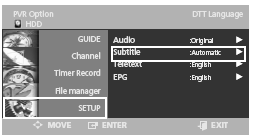 PVR Option DTT Language
HDD
GUIDE Audio :Original
Channel Subtitle :Automatic
Teletext :English
Timer Record EPG :English
File manager
SETUP
MOVE ENTER EXIT